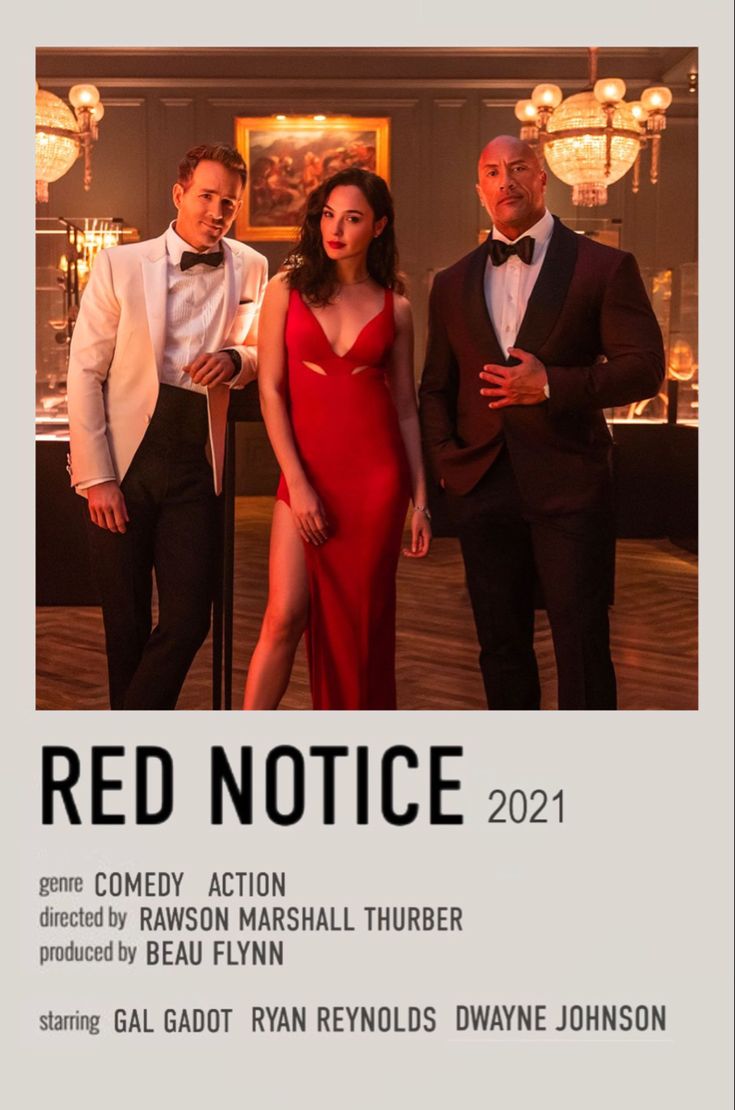 RED NOTICE 2021
genre COMEDY ACTION
directed by RAWSON MARSHALL THURBER
produced by BEAU FLYNN
starring GAL GADOT RYAN REYNOLDS DWAYNE JOHNSON